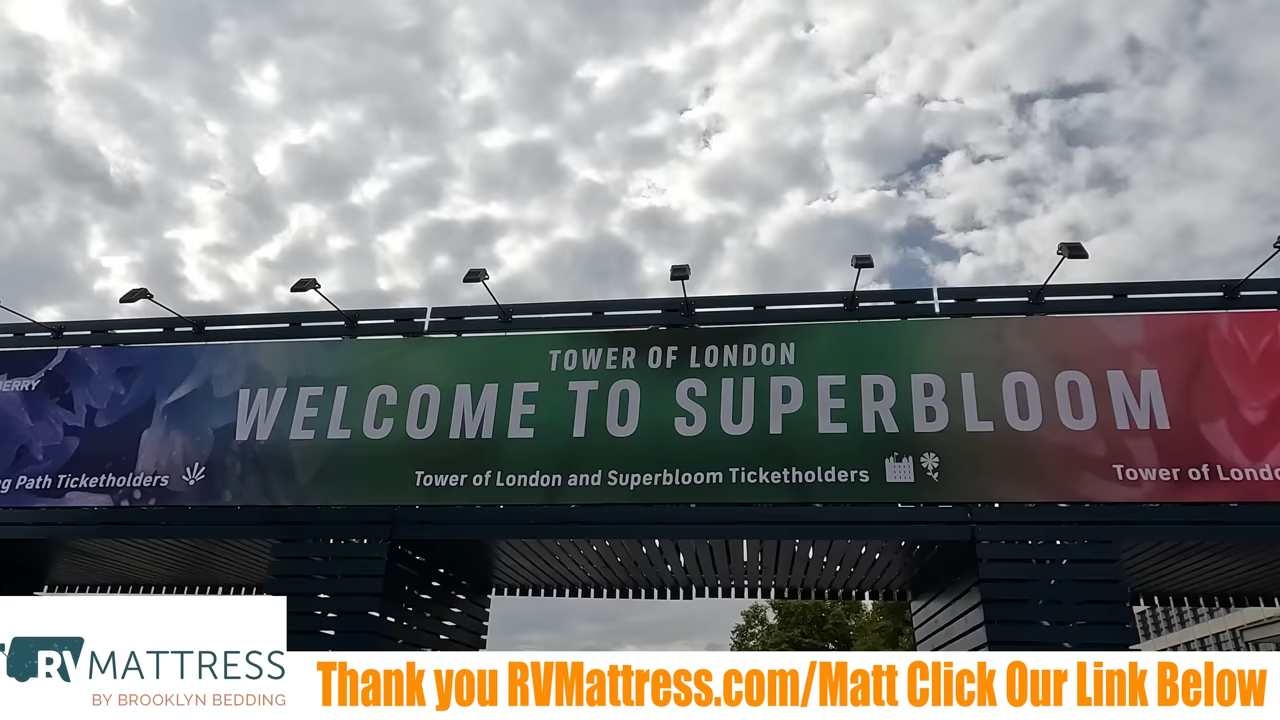 TOWER OF LONDON
WELCOME TO SUPERBLOOM
Path Ticketholders
Tower of London and Superbloom Ticketholders
Tower of
RV MATTRESS
BY BROOKLYN BEDDING
Thank you RVMattress.com/Matt Click Our Link Below